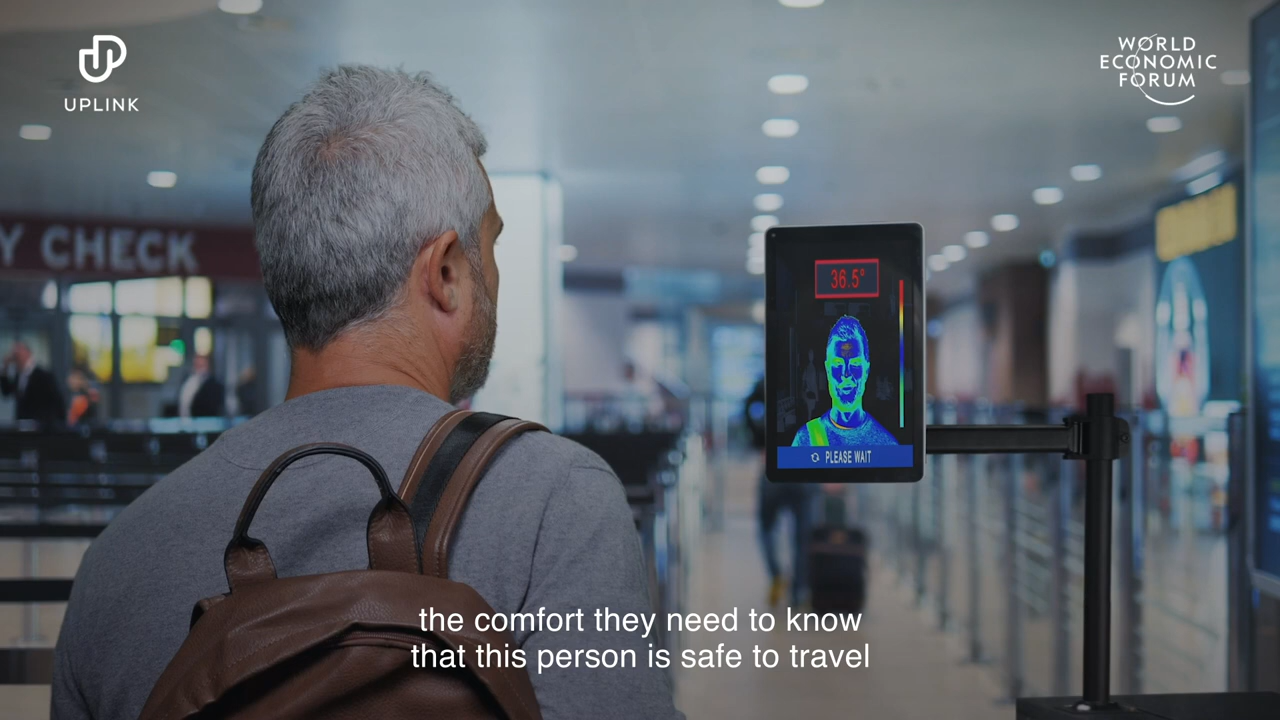 UPLINK
WORLD
ECONOMIC
FORUM
Y CHECK
36.5°
PLEASE WAIT
the comfort they need to know
that this person is safe to travel